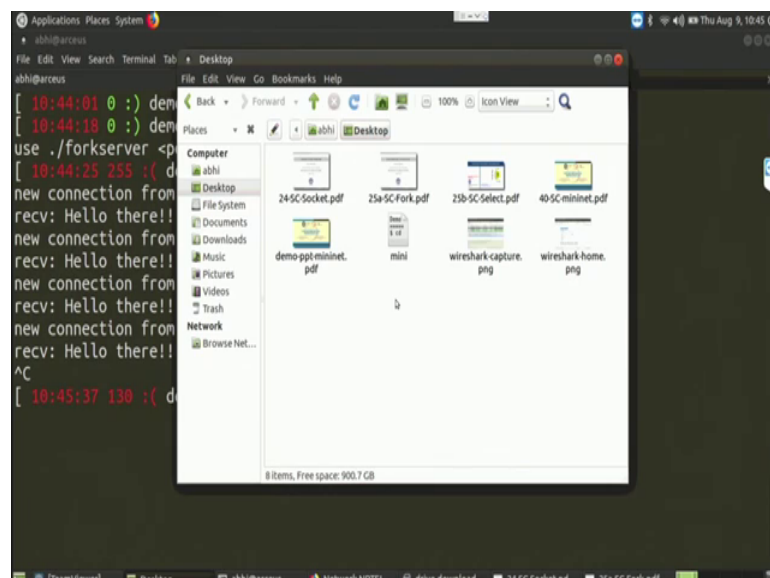 Applications Places System Thu Aug 9, 10:45
abhi@arceus
File Edit View Search Terminal Tab
abhi@arceus
[ 10:44:01 0 :) dem
[ 10:44:18 0 :) dem
use ./forkserver <p
[ 10:44:25 255 :( d
new connection from
recv: Hello there!!
new connection from
recv: Hello there!!
new connection from
recv: Hello there!!
new connection from
recv: Hello there!!
^C
[ 10:45:37 130 :( d
Desktop
File Edit View Go Bookmarks Help
Back Forward 100% Icon View
Places abhi Desktop
Computer
abhi
Desktop
File System
Documents
Downloads
Music
Pictures
Videos
Trash
Network
Browse Net...
24-SC-Socket.pdf 25a-SC-Fork.pdf 25b-SC-Select.pdf 40-SC-mininet.pdf
demo-ppt-mininet.pdf mini wireshark-capture.png wireshark-home.png
8 items, Free space: 900.7 GB